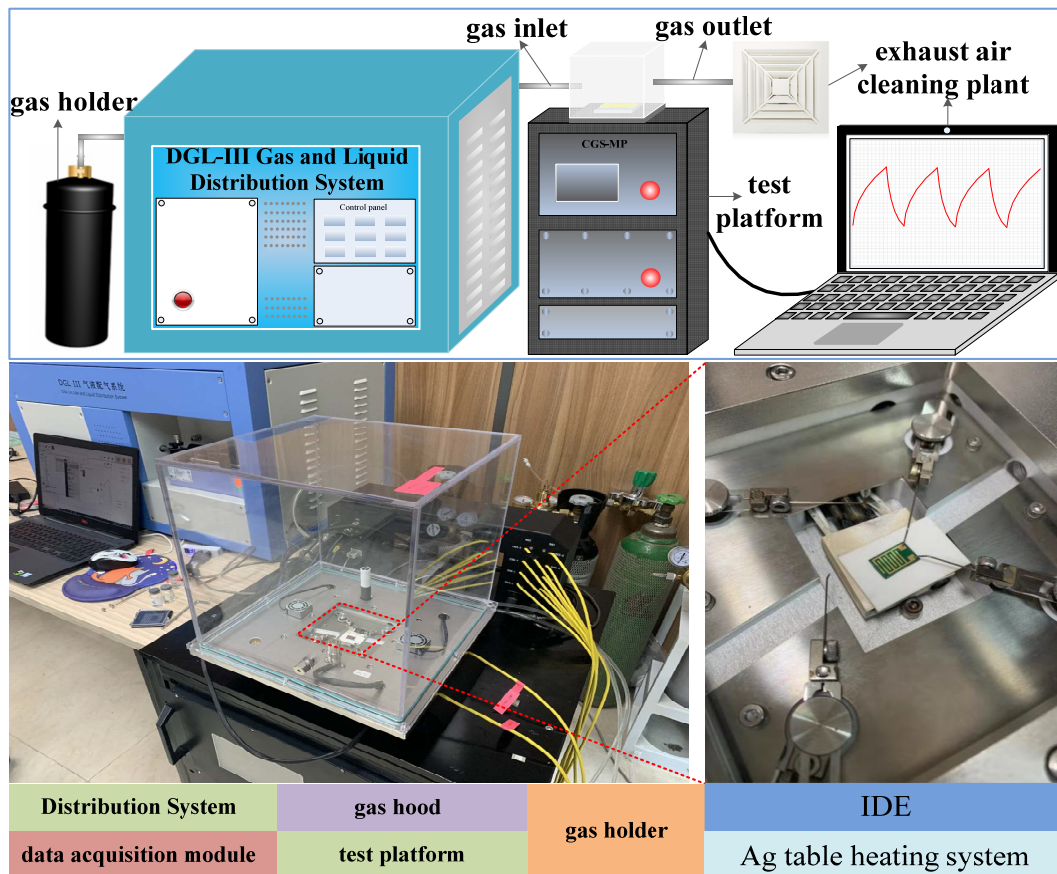 gas inlet
gas outlet
exhaust air
cleaning plant
gas holder
DGL-III Gas and Liquid
Distribution System
Control panel
CGS-MP
test
platform
DGL III 气液配气系统
Distribution System
gas hood
gas holder
IDE
data acquisition module
test platform
Ag table heating system